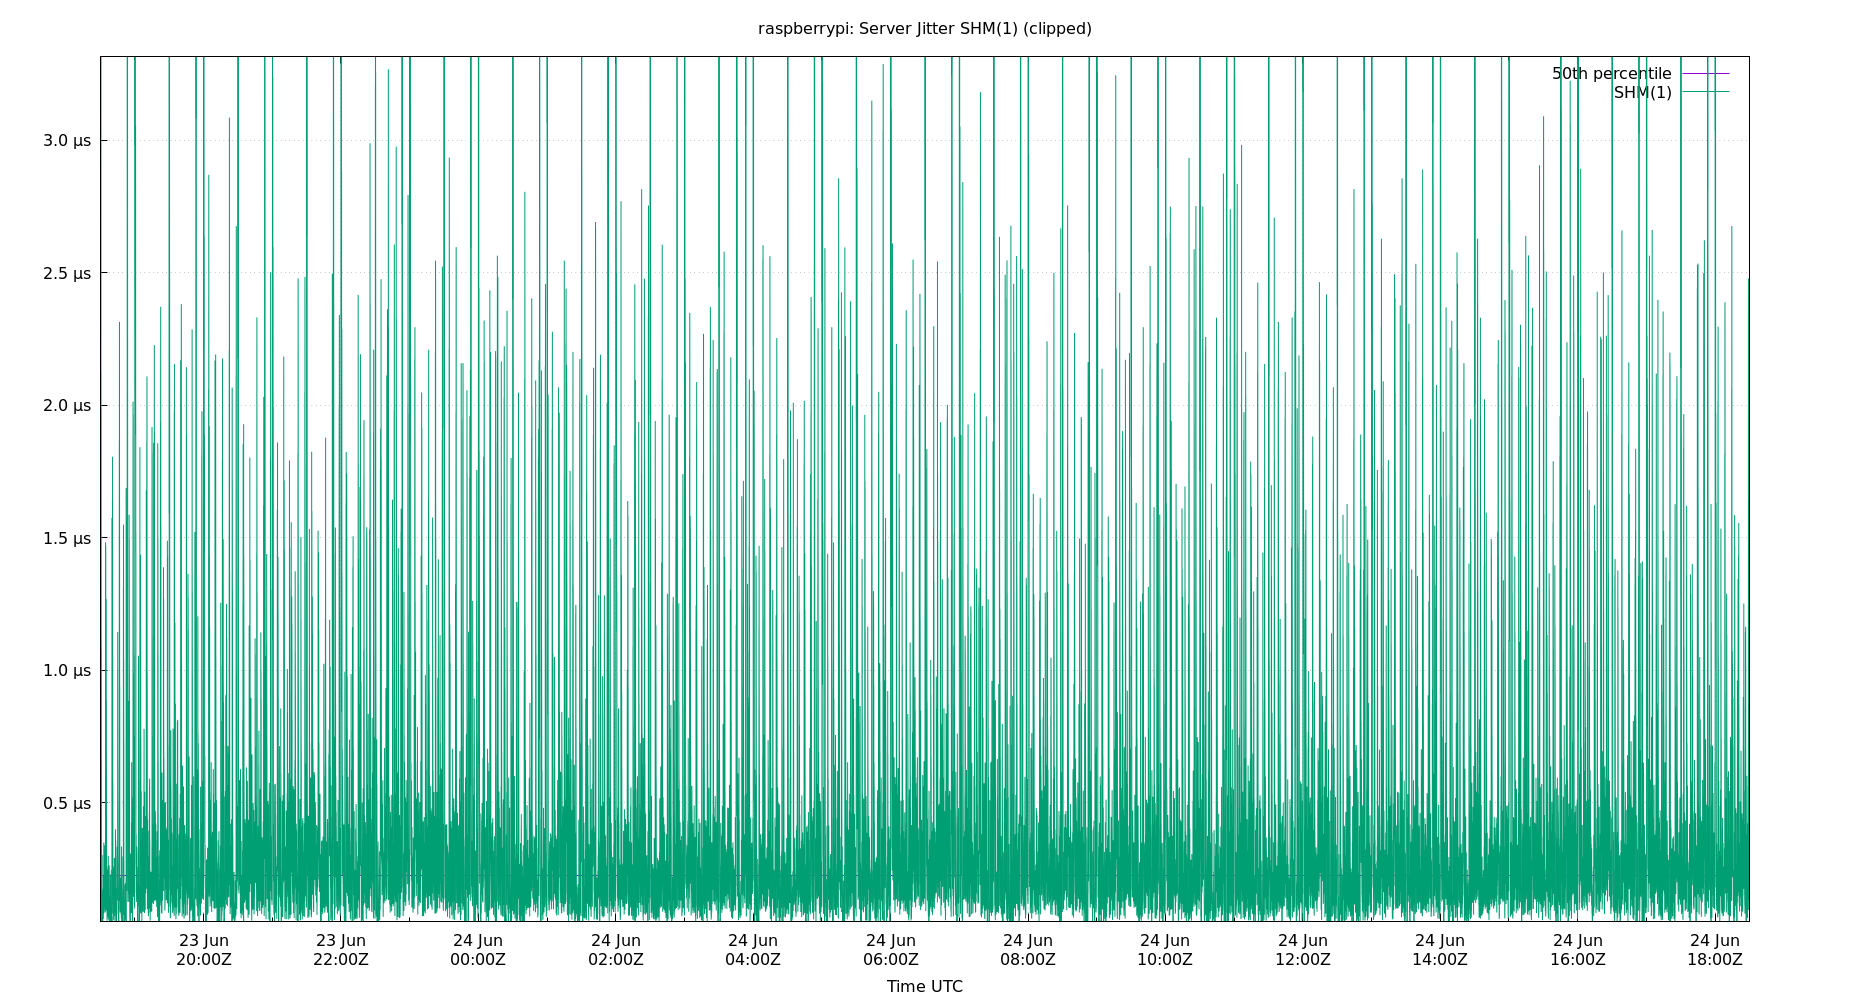 raspberrypi: Server Jitter SHM(1) (clipped)
50th percentile
SHM(1)
3.0 µs
2.5 µs
2.0 µs
1.5 µs
1.0 µs
0.5 µs
23 Jun 23 Jun 24 Jun 24 Jun 24 Jun 24 Jun 24 Jun 24 Jun 24 Jun 24 Jun 24 Jun 24 Jun
20:00Z 22:00Z 00:00Z 02:00Z 04:00Z 06:00Z 08:00Z 10:00Z 12:00Z 14:00Z 16:00Z 18:00Z
Time UTC